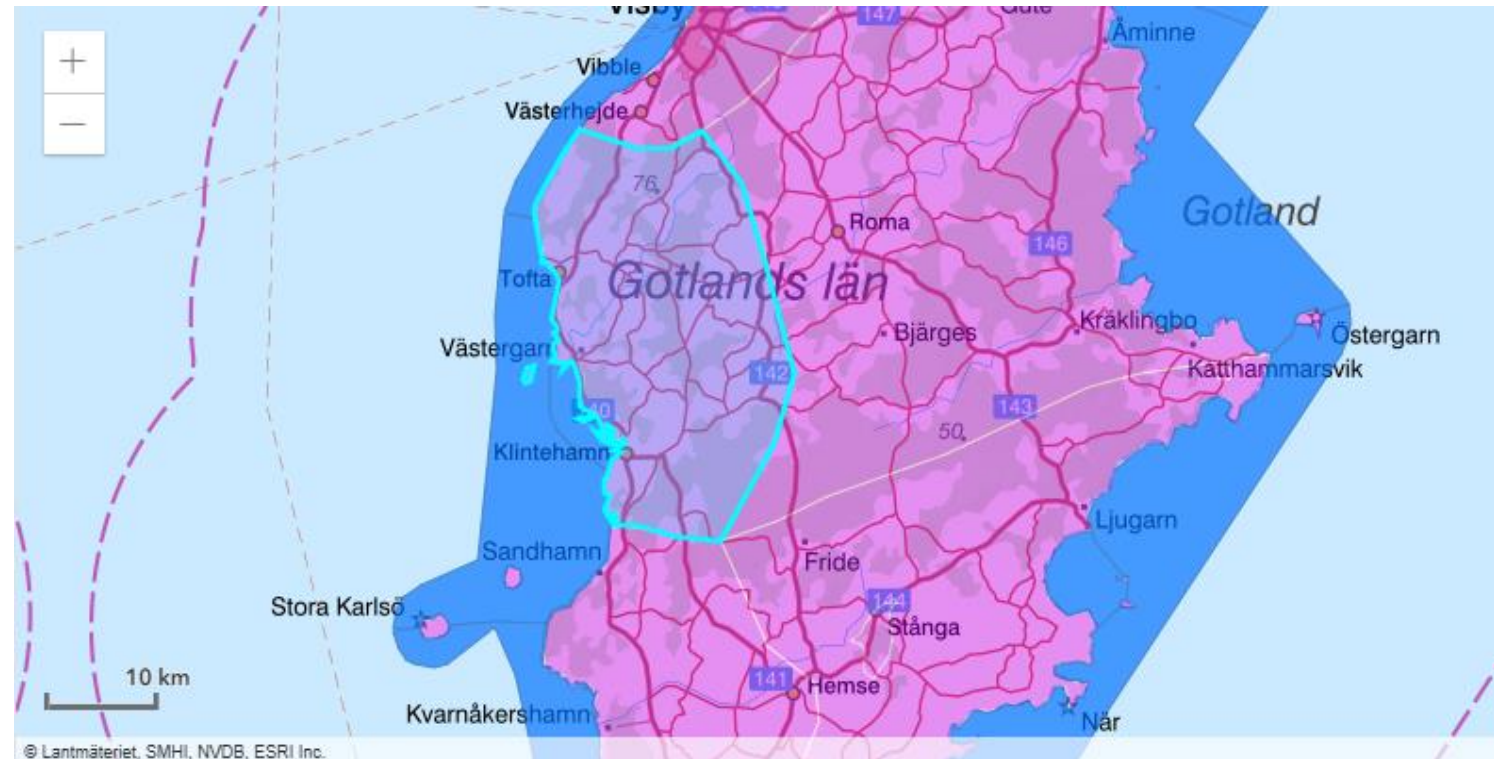 Visby
147
Gute
Åminne
+
Vibble
Västerhejde
−
76
Gotland
Roma
146
Tofta
Gotlands län
Kräklingbo
Östergarn
Bjärges
Västergarn
Katthammarsvik
142
143
140
50
Klintehamn
Ljugarn
Sandhamn
Fride
144
Stora Karlsö
Stånga
10 km
141
Hemse
Kvarnåkershamn
När
© Lantmäteriet, SMHI, NVDB, ESRI Inc.